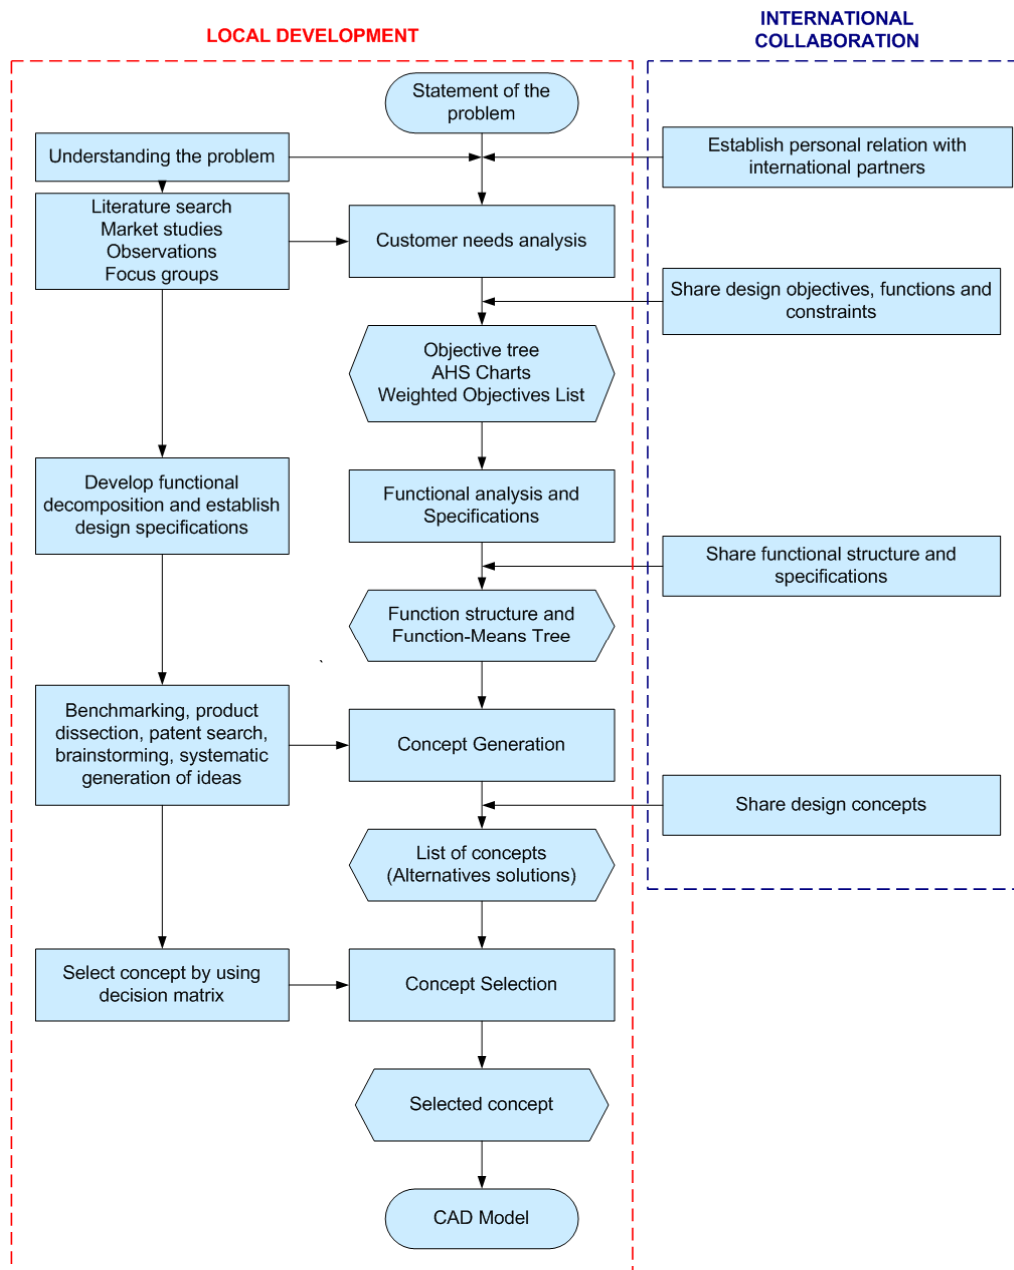 LOCAL DEVELOPMENT
INTERNATIONAL
COLLABORATION
Statement of the
problem
Understanding the problem
Establish personal relation with
international partners
Literature search
Market studies
Observations
Focus groups
Customer needs analysis
Share design objectives, functions and
constraints
Objective tree
AHS Charts
Weighted Objectives List
Develop functional
decomposition and establish
design specifications
Functional analysis and
Specifications
Share functional structure and
specifications
Function structure and
Function-Means Tree
Benchmarking, product
dissection, patent search,
brainstorming, systematic
generation of ideas
Concept Generation
Share design concepts
List of concepts
(Alternatives solutions)
Select concept by using
decision matrix
Concept Selection
Selected concept
CAD Model